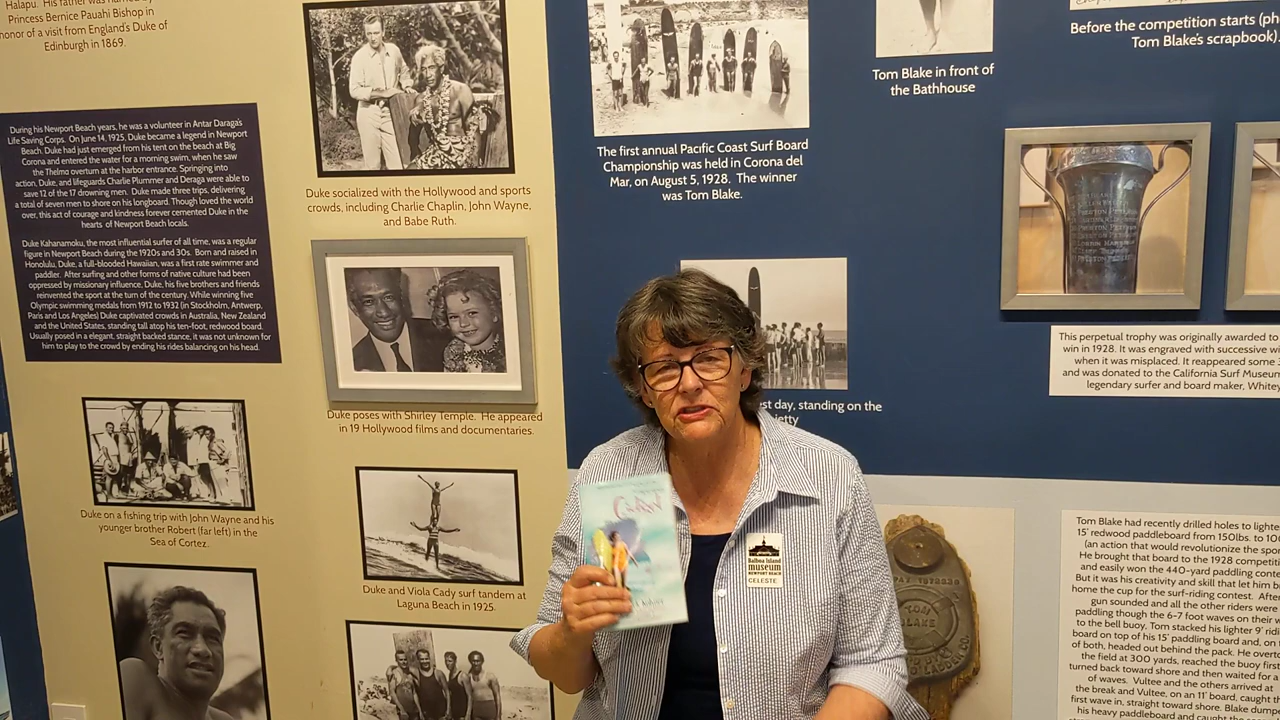 Halapu. His father was named by
Princess Bernice Pauahi Bishop in
honor of a visit from England's Duke of
Edinburgh in 1869.
During his Newport Beach years, he was a volunteer in Antar Daraga's
Life Saving Corps. On June 14, 1925, Duke became a legend in Newport
Beach. Duke had just emerged from his tent on the beach at Big
Corona and entered the water for a morning swim, when he saw
the Thelma overturn at the harbor entrance. Springing into
action, Duke, and lifeguards Charlie Plummer and Deraga were able to
save 12 of the 17 drowning men. Duke made three trips, delivering
a total of seven men to shore on his longboard. Though loved the world
over, this act of courage and kindness forever cemented Duke in the
hearts of Newport Beach locals.
Duke Kahanamoku, the most influential surfer of all time, was a regular
figure in Newport Beach during the 1920s and 30s. Born and raised in
Honolulu, Duke, a full-blooded Hawaiian, was a first rate swimmer and
paddler. After surfing and other forms of native culture had been
oppressed by missionary influence, Duke, his five brothers and friends
reinvented the sport at the turn of the century. While winning five
Olympic swimming medals from 1912 to 1932 (in Stockholm, Antwerp,
Paris and Los Angeles) Duke captivated crowds in Australia, New Zealand
and the United States, standing tall atop his ten-foot, redwood board.
Usually posed in a elegant, straight backed stance, it was not unknown for
him to play to the crowd by ending his rides balancing on his head.
Duke socialized with the Hollywood and sports
crowds, including Charlie Chaplin, John Wayne,
and Babe Ruth.
Duke poses with Shirley Temple. He appeared
in 19 Hollywood films and documentaries.
Duke on a fishing trip with John Wayne and his
younger brother Robert (far left) in the
Sea of Cortez.
Duke and Viola Cady surf tandem at
Laguna Beach in 1925.
The first annual Pacific Coast Surf Board
Championship was held in Corona del
Mar, on August 5, 1928. The winner
was Tom Blake.
Tom Blake in front of
the Bathhouse
Before the competition starts
Tom Blake's scrapbook).
est day, standing on the
jetty
This perpetual trophy was originally awarded to
win in 1928. It was engraved with successive
when it was misplaced. It reappeared some
and was donated to the California Surf Museum
legendary surfer and board maker, Whitey
Balboa Island
museum
NEWPORT BEACH
CELESTE
TOM
BLAKE
Tom Blake had recently drilled holes to lighten
15' redwood paddleboard from 150lbs. to
(an action that would revolutionize the
He brought that board to the 1928
and easily won the 440-yard paddling
But it was his creativity and skill that let him
home the cup for the surf-riding contest.
gun sounded and all the other riders were
paddling though the 6-7 foot waves on their
to the bell buoy. Tom stacked his lighter 9'
board on top of his 15' paddling board and, on
of both, headed out behind the pack. He
the field at 300 yards, reached the buoy first
turned back toward shore and then waited for a
of waves. Vultee and the others arrived at
the break and Vultee, on an 11' board, caught
first wave in, straight toward shore. Blake
his heavy paddleboard and caught the